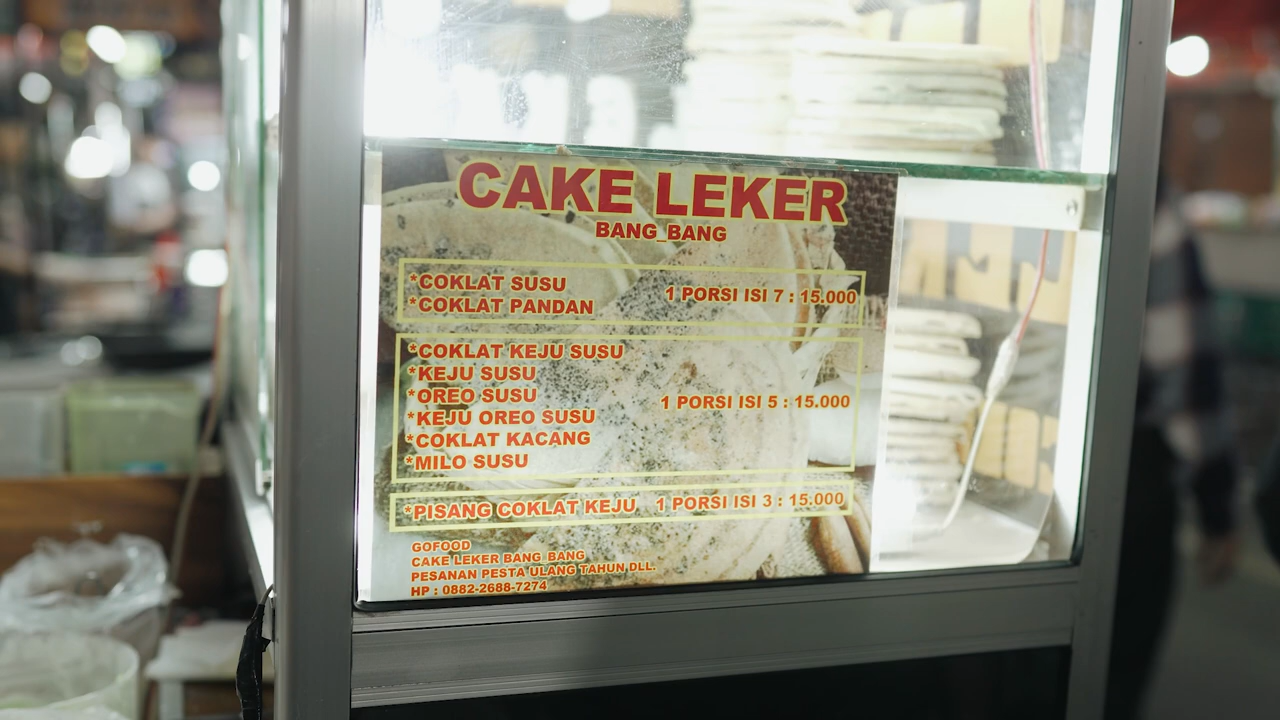 CAKE LEKER
BANG_BANG
*COKLAT SUSU
*COKLAT PANDAN
1 PORSI ISI 7 : 15.000
*COKLAT KEJU SUSU
*KEJU SUSU
*OREO SUSU
*KEJU OREO SUSU
*COKLAT KACANG
*MILO SUSU
1 PORSI ISI 5 : 15.000
*PISANG COKLAT KEJU 1 PORSI ISI 3 : 15.000
GOFOOD
CAKE LEKER BANG_BANG
PESANAN PESTA ULANG TAHUN DLL.
HP : 0882-2688-7274